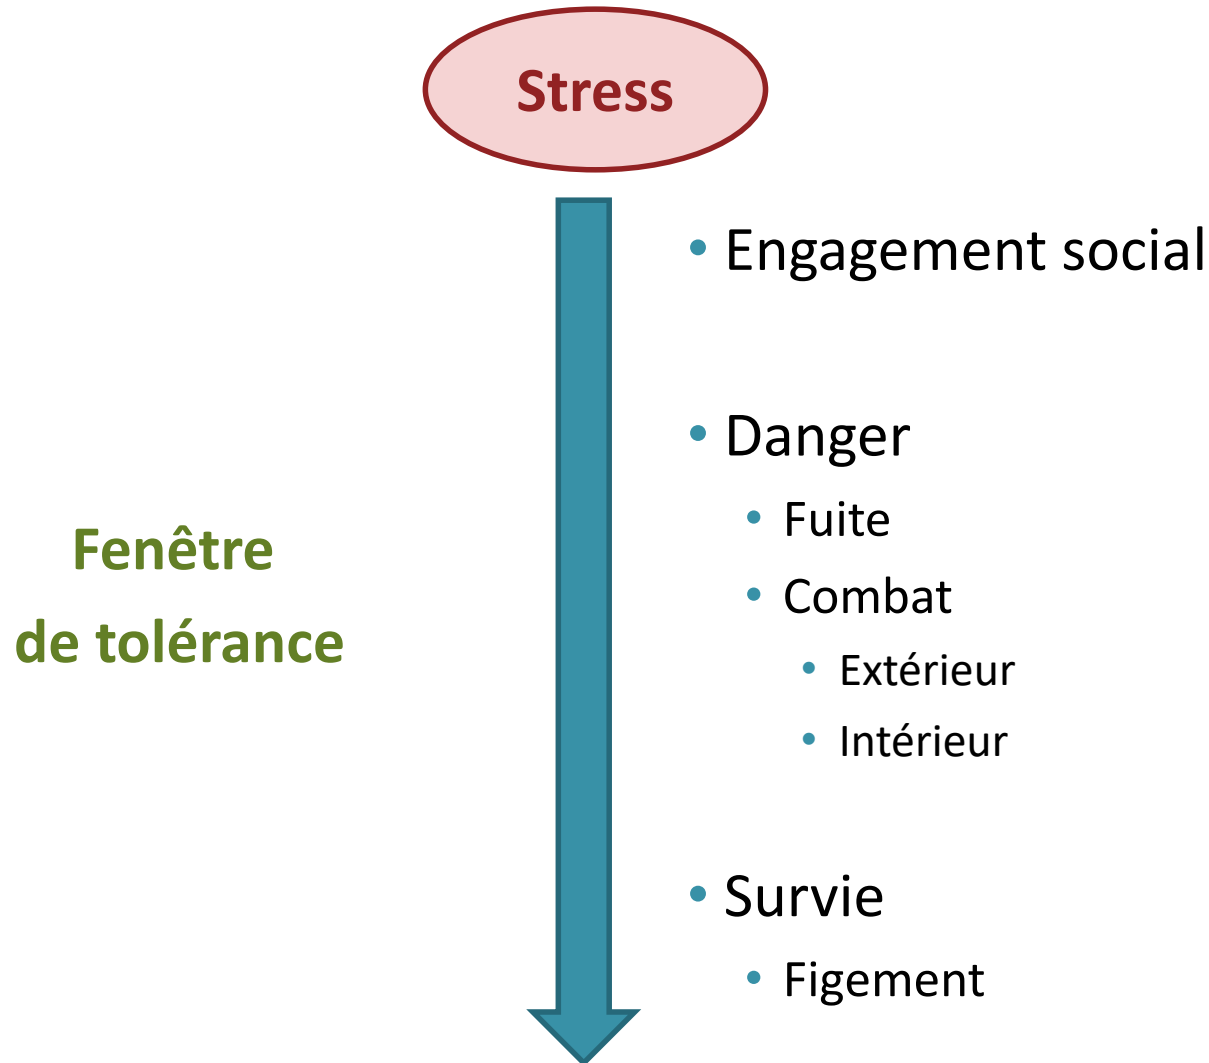 Stress
• Engagement social
• Danger
• Fuite
• Combat
• Extérieur
• Intérieur
• Survie
• Figement
Fenêtre
de tolérance